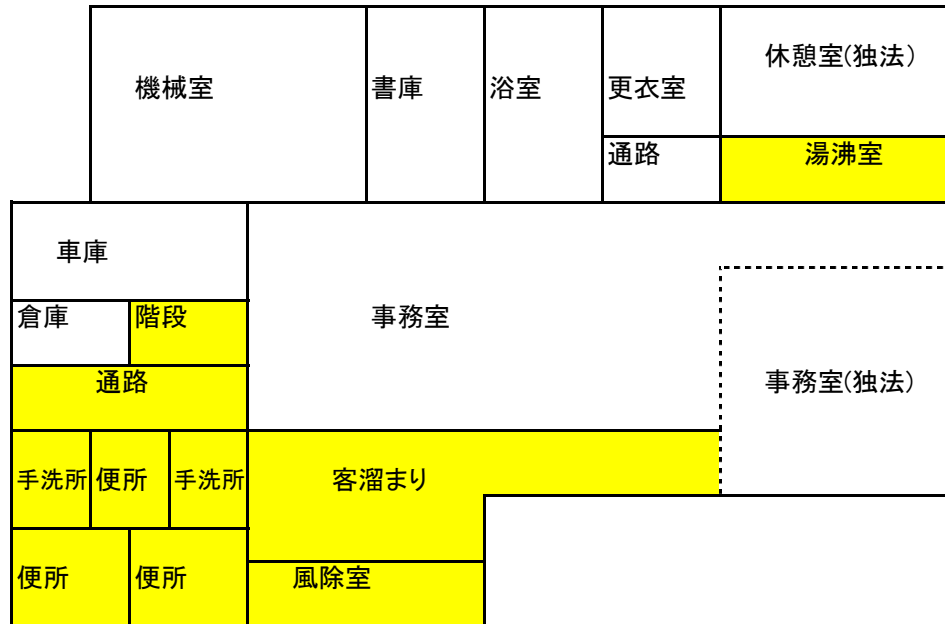 休憩室(独法)
機械室
書庫
浴室
更衣室
通路
湯沸室
車庫
倉庫
階段
事務室
通路
事務室(独法)
手洗所
便所
手洗所
客溜まり
便所
便所
風除室